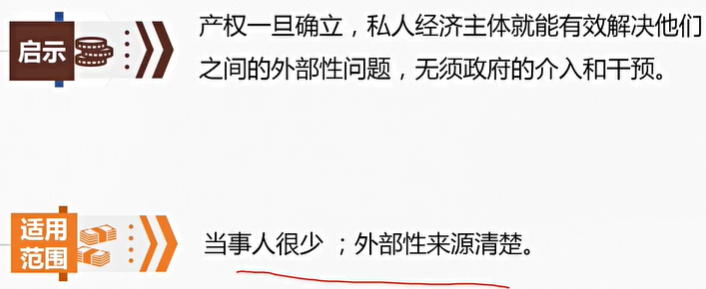 启示
产权一旦确立，私人经济主体就能有效解决他们
之间的外部性问题，无须政府的介入和干预。
适用
范围
当事人很少 ；外部性来源清楚。